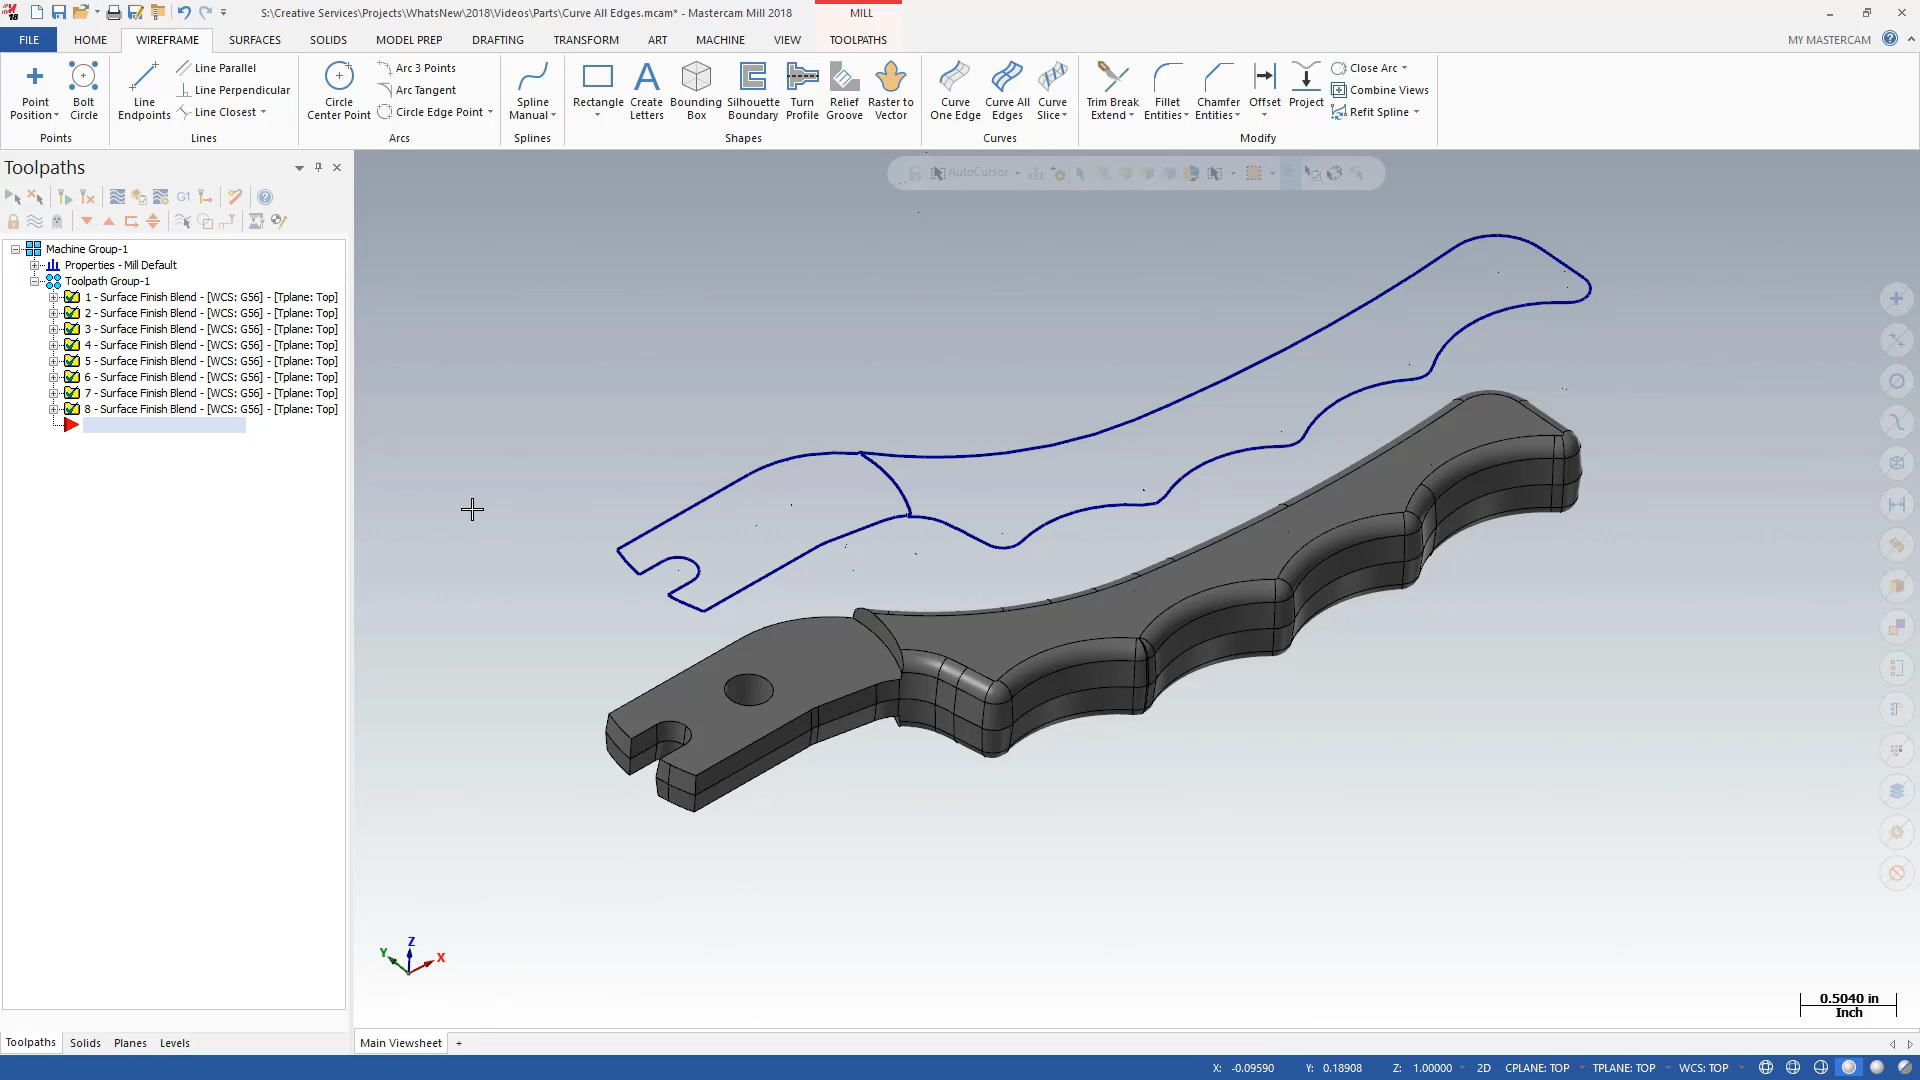 S:\Creative Services\Projects\WhatsNew\2018\Videos\Parts\Curve All Edges.mcam* - Mastercam Mill 2018
MILL
FILE HOME WIREFRAME SURFACES SOLIDS MODEL PREP DRAFTING TRANSFORM ART MACHINE VIEW TOOLPATHS MY MASTERCAM
Point Position
Bolt Circle
Points
Line Endpoints
Line Parallel
Line Perpendicular
Line Closest
Lines
Circle Center Point
Arc 3 Points
Arc Tangent
Circle Edge Point
Arcs
Spline Manual
Splines
Rectangle
Create Letters
Bounding Box
Silhouette Boundary
Turn Profile
Relief Groove
Raster to Vector
Shapes
Curve One Edge
Curve All Edges
Curve Slice
Curves
Trim Break Extend
Fillet Entities
Chamfer Entities
Offset
Project
Close Arc
Combine Views
Refit Spline
Modify
Toolpaths
G1
AutoCursor
Machine Group-1
Properties - Mill Default
Toolpath Group-1
1 - Surface Finish Blend - [WCS: G56] - [Tplane: Top]
2 - Surface Finish Blend - [WCS: G56] - [Tplane: Top]
3 - Surface Finish Blend - [WCS: G56] - [Tplane: Top]
4 - Surface Finish Blend - [WCS: G56] - [Tplane: Top]
5 - Surface Finish Blend - [WCS: G56] - [Tplane: Top]
6 - Surface Finish Blend - [WCS: G56] - [Tplane: Top]
7 - Surface Finish Blend - [WCS: G56] - [Tplane: Top]
8 - Surface Finish Blend - [WCS: G56] - [Tplane: Top]
Z
Y
X
0.5040 in
Inch
Toolpaths Solids Planes Levels
Main Viewsheet +
X: -0.09590 Y: 0.18908 Z: 1.00000 2D CPLANE: TOP TPLANE: TOP WCS: TOP